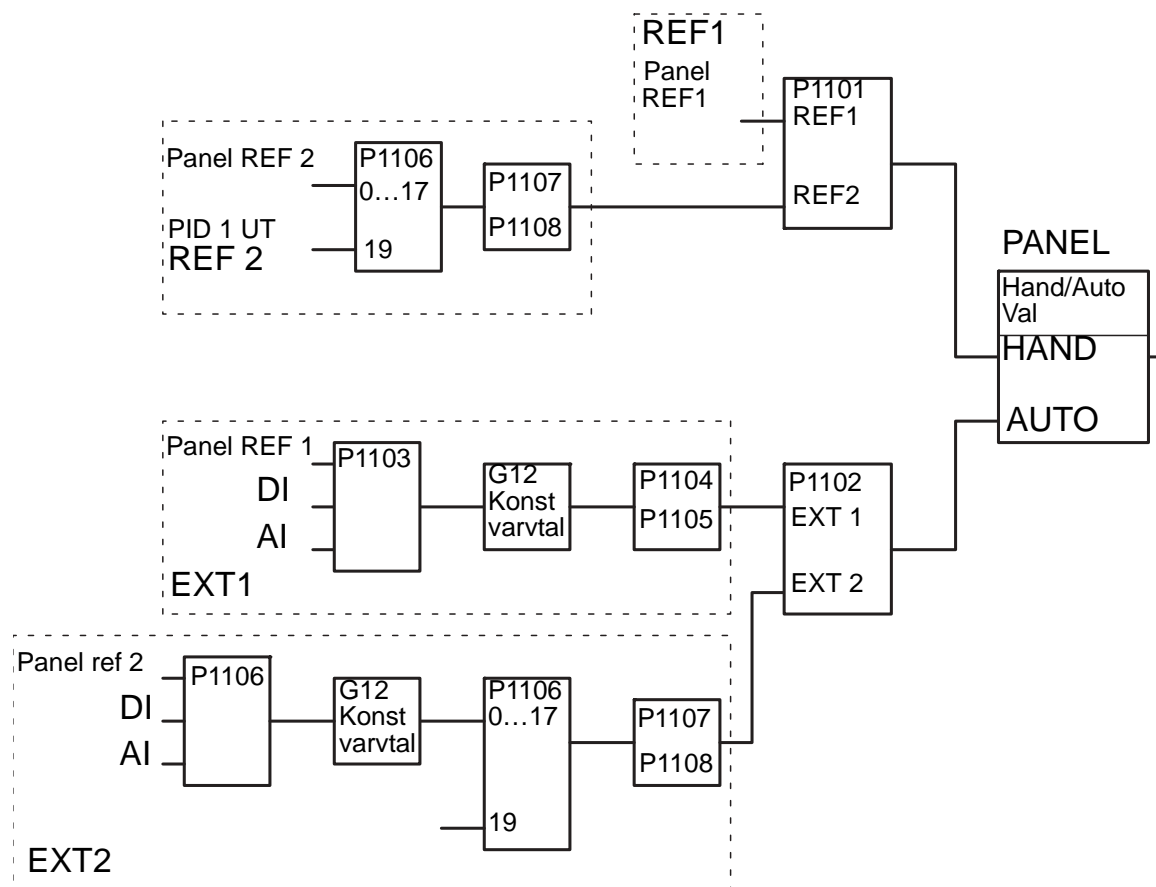 REF1
Panel
REF1
P1101
REF1
REF2
Panel REF 2
PID 1 UT
REF 2
P1106
0…17
19
P1107
P1108
PANEL
Hand/Auto
Val
HAND
AUTO
Panel REF 1
DI
AI
EXT1
P1103
G12
Konst
varvtal
P1104
P1105
P1102
EXT 1
EXT 2
Panel ref 2
DI
AI
EXT2
P1106
G12
Konst
varvtal
P1106
0…17
19
P1107
P1108